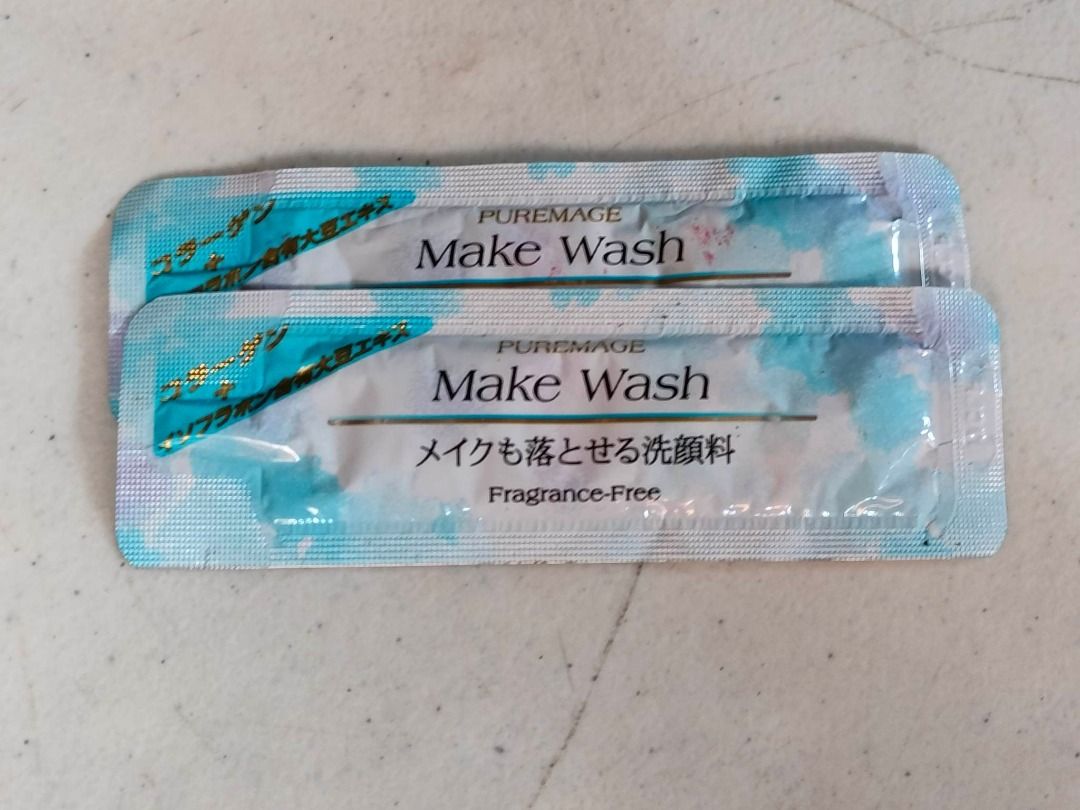 コラーゲン
+
イソフラボン含有大豆エキス
PUREMAGE
Make Wash
コラーゲン
+
イソフラボン含有大豆エキス
PUREMAGE
Make Wash
メイクも落とせる洗顔料
Fragrance-Free